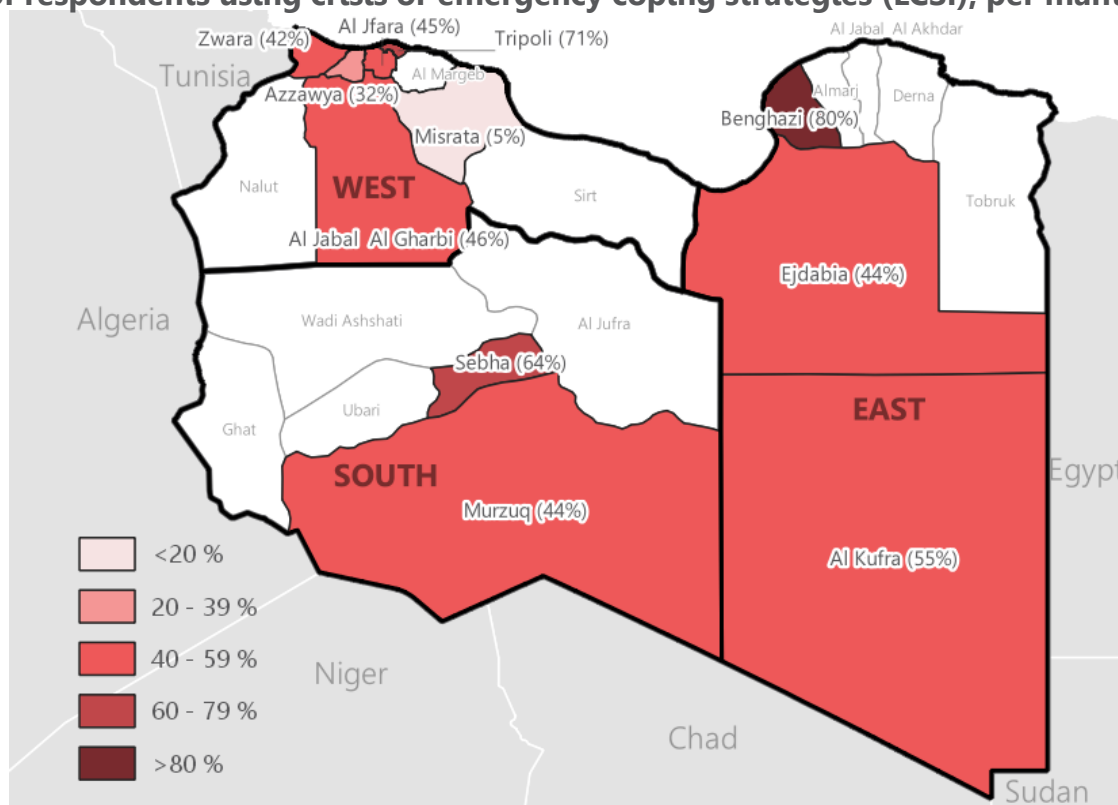 of respondents using crisis or emergency coping strategies (LCSI), per
Al Jfara (45%)
Zwara (42%)
Tripoli (71%)
Al Jabal Al Akhdar
Tunisia
Al Margeb
Azzawya (32%)
Almarj
Derna
Benghazi (80%)
Misrata (5%)
Nalut
WEST
Sirt
Tobruk
Al Jabal Al Gharbi (46%)
Ejdabia (44%)
Algeria
Wadi Ashshati
Al Jufra
Sebha (64%)
Ubari
EAST
Ghat
SOUTH
Egypt
Murzuq (44%)
Al Kufra (55%)
<20 %
20 - 39 %
40 - 59 %
60 - 79 %
>80 %
Niger
Chad
Sudan